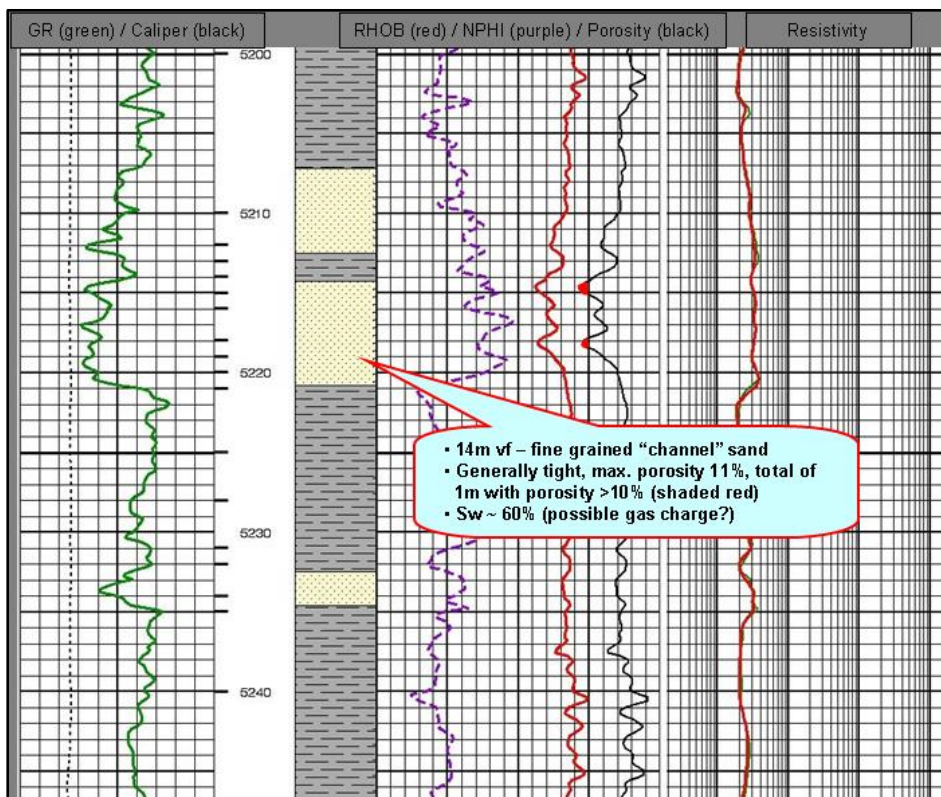 GR (green) / Caliper (black)
RHOB (red) / NPHI (purple) / Porosity (black)
Resistivity
5200
5210
5220
• 14m vf – fine grained “channel” sand
• Generally tight, max. porosity 11%, total of
1m with porosity >10% (shaded red)
• Sw ~ 60% (possible gas charge?)
5230
5240